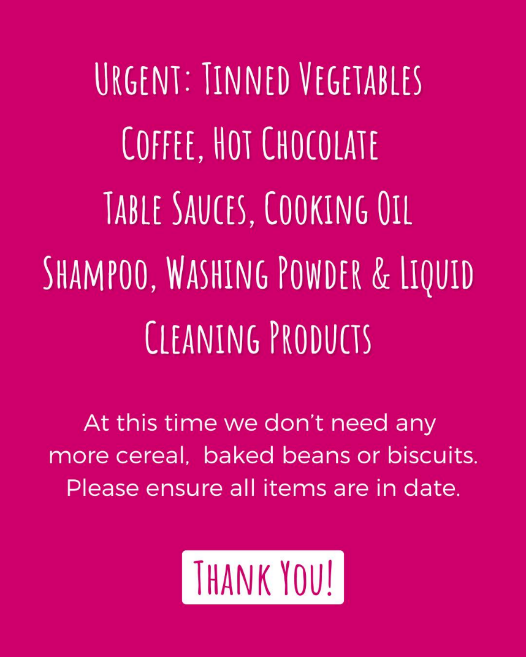 Urgent: Tinned Vegetables
Coffee, Hot Chocolate
Table Sauces, Cooking Oil
Shampoo, Washing Powder & Liquid
Cleaning Products
At this time we don't need any
more cereal,  baked beans or biscuits.
Please ensure all items are in date.
Thank You!